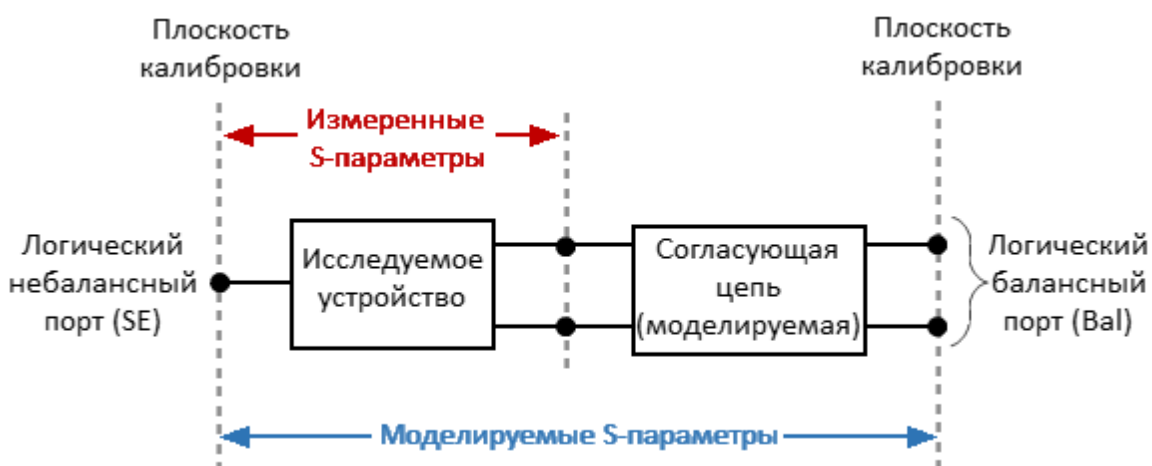 Плоскость
калибровки
Плоскость
калибровки
Измеренные
S-параметры
Логический
небалансный
порт (SE)
Исследуемое
устройство
Согласующая
цепь
(моделируемая)
Логический
балансный
порт (Bal)
Моделируемые S-параметры